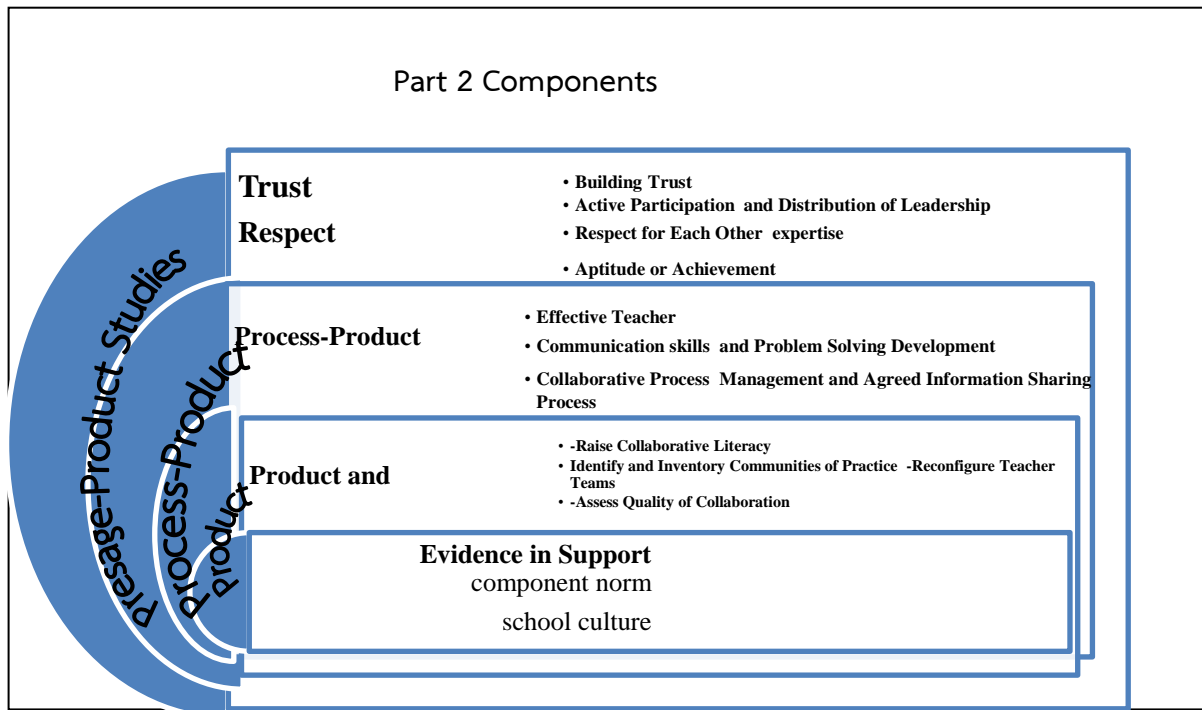 Part 2 Components
Trust
• Building Trust
• Active Participation and Distribution of Leadership
Respect
• Respect for Each Other expertise
• Aptitude or Achievement
Process-Product
• Effective Teacher
• Communication skills and Problem Solving Development
• Collaborative Process Management and Agreed Information Sharing
Process
Product and
• -Raise Collaborative Literacy
• Identify and Inventory Communities of Practice -Reconfigure Teacher
Teams
• -Assess Quality of Collaboration
Evidence in Support
component norm
school culture
Presage-Product Studies
Process-Product
Product